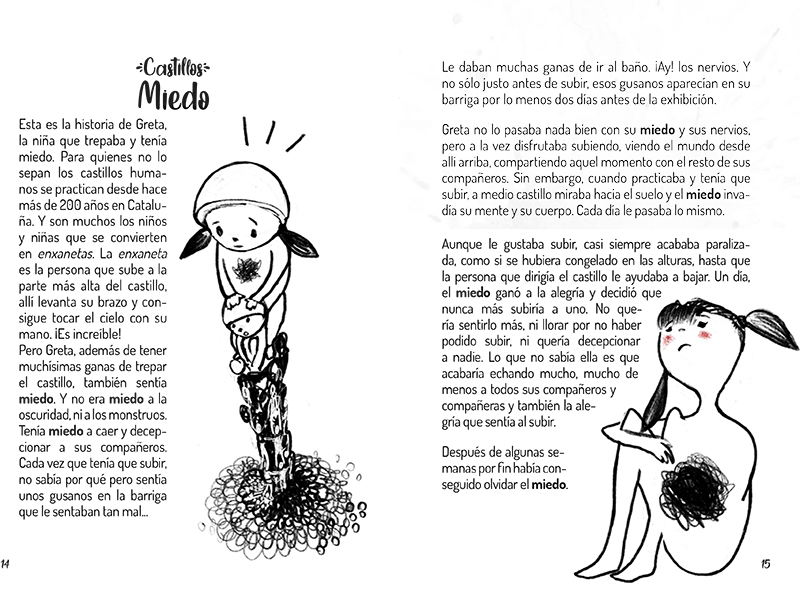 Castillos
Miedo
Esta es la historia de Greta,
la niña que trepaba y tenía
miedo. Para quienes no lo
sepan los castillos huma-
nos se practican desde hace
más de 200 años en Catalu-
ña. Y son muchos los niños
y niñas que se convierten
en enxanetas. La enxaneta
es la persona que sube a la
parte más alta del castillo,
allí levanta su brazo y con-
sigue tocar el cielo con su
mano. ¡Es increible!
Pero Greta, además de tener
muchísimas ganas de trepar
el castillo, también sentía
miedo. Y no era miedo a la
oscuridad, ni a los monstruos.
Tenía miedo a caer y decep-
cionar a sus compañeros.
Cada vez que tenía que subir,
no sabía por qué pero sentía
unos gusanos en la barriga
que le sentaban tan mal...
14
Le daban muchas ganas de ir al baño. ¡Ay! los nervios. Y
no sólo justo antes de subir, esos gusanos aparecían en su
barriga por lo menos dos días antes de la exhibición.
Greta no lo pasaba nada bien con su miedo y sus nervios,
pero a la vez disfrutaba subiendo, viendo el mundo desde
allí arriba, compartiendo aquel momento con el resto de sus
compañeros. Sin embargo, cuando practicaba y tenía que
subir, a medio castillo miraba hacia el suelo y el miedo inva-
día su mente y su cuerpo. Cada día le pasaba lo mismo.
Aunque le gustaba subir, casi siempre acababa paraliza-
da, como si se hubiera congelado en las alturas, hasta que
la persona que dirigía el castillo le ayudaba a bajar. Un día,
el miedo ganó a la alegría y decidió que
nunca más subiría a uno. No que-
ría sentirlo más, ni llorar por no haber
podido subir, ni quería decepcionar
a nadie. Lo que no sabía ella es que
acabaría echando mucho, mucho de
menos a todos sus compañeros y
compañeras y también la ale-
gría que sentía al subir.
Después de algunas se-
manas por fin había con-
seguido olvidar el miedo.
15